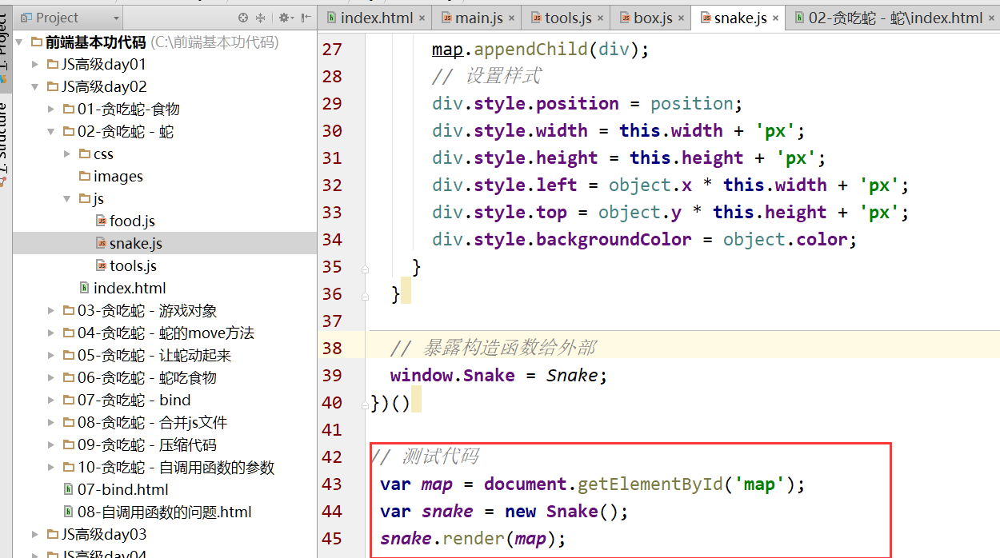 Project
index.html
main.js
tools.js
box.js
snake.js
02-贪吃蛇 - 蛇\index.html
1: Project
Z: Structure
前端基本功代码 (C:\前端基本功代码)
JS高级day01
JS高级day02
01-贪吃蛇-食物
02-贪吃蛇 - 蛇
css
images
js
food.js
snake.js
tools.js
index.html
03-贪吃蛇 - 游戏对象
04-贪吃蛇 - 蛇的move方法
05-贪吃蛇 - 让蛇动起来
06-贪吃蛇 - 蛇吃食物
07-贪吃蛇 - bind
08-贪吃蛇 - 合并js文件
09-贪吃蛇 - 压缩代码
10-贪吃蛇 - 自调用函数的参数
07-bind.html
08-自调用函数的问题.html
JS高级day03
JS高级day04
27 map.appendChild(div);
28 // 设置样式
29 div.style.position = position;
30 div.style.width = this.width + 'px';
31 div.style.height = this.height + 'px';
32 div.style.left = object.x * this.width + 'px';
33 div.style.top = object.y * this.height + 'px';
34 div.style.backgroundColor = object.color;
35 }
36 }
37
38 // 暴露构造函数给外部
39 window.Snake = Snake;
40 })()
41
42 // 测试代码
43 var map = document.getElementById('map');
44 var snake = new Snake();
45 snake.render(map);